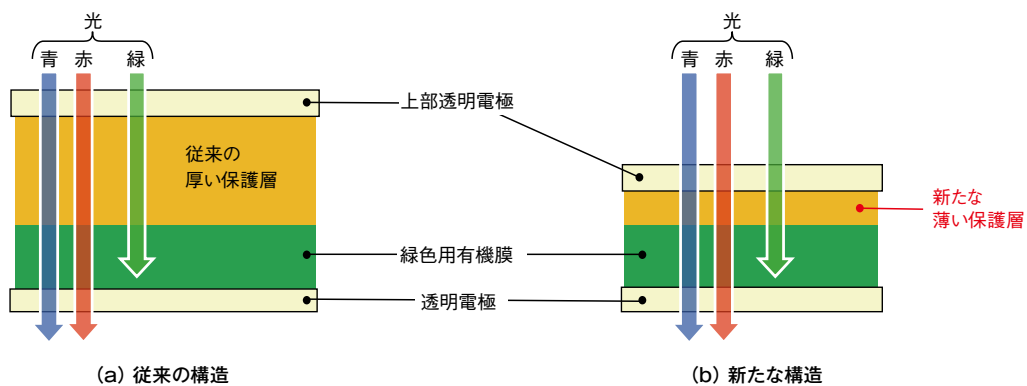 光
青 赤 緑
従来の
厚い保護層
(a) 従来の構造
上部透明電極
緑色用有機膜
透明電極
光
青 赤 緑
新たな
薄い保護層
(b) 新たな構造